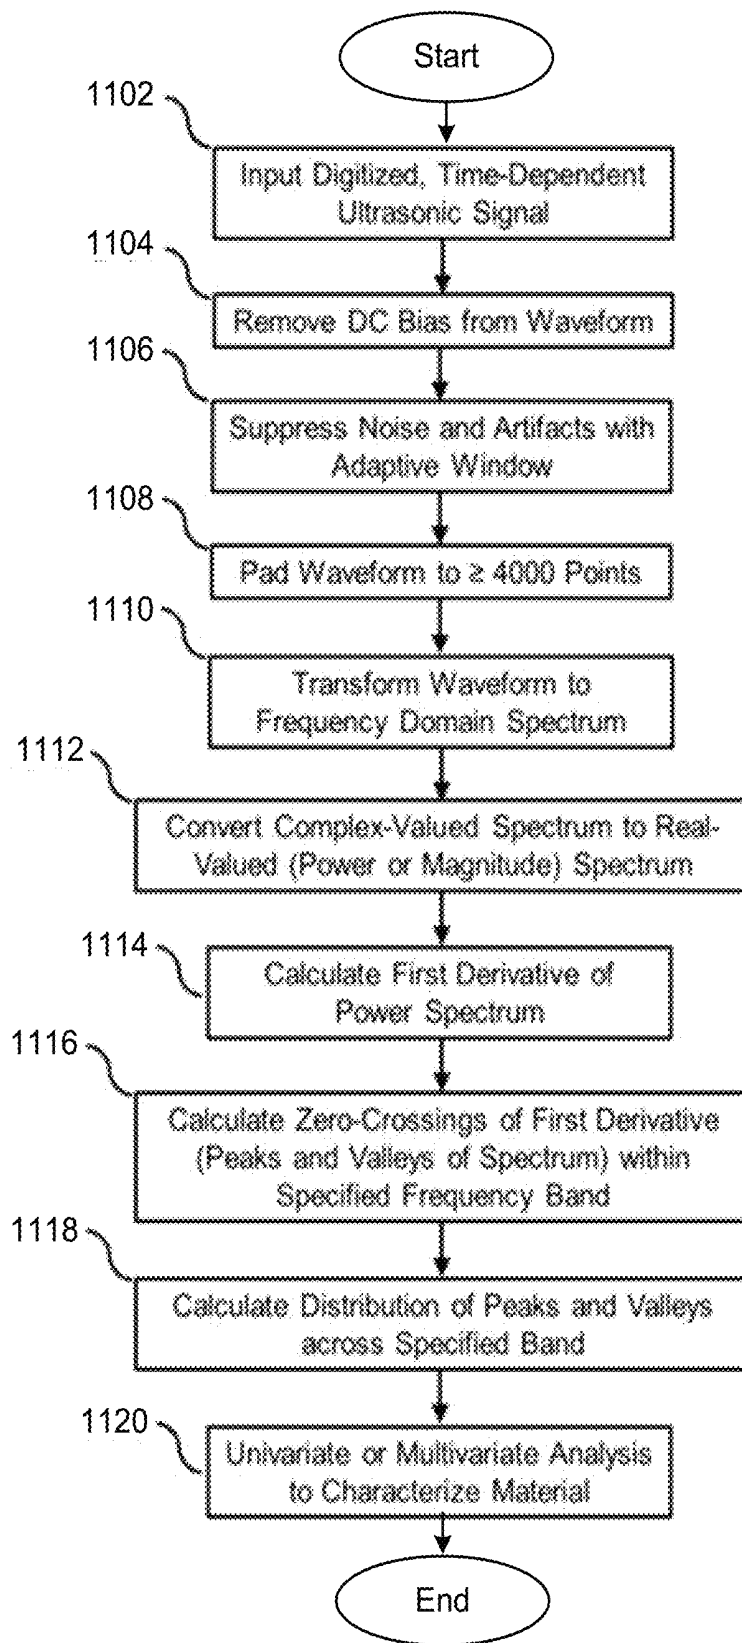 Start
1102
Input Digitized, Time-Dependent
Ultrasonic Signal
1104
Remove DC Bias from Waveform
1106
Suppress Noise and Artifacts with
Adaptive Window
1108
Pad Waveform to ≥ 4000 Points
1110
Transform Waveform to
Frequency Domain Spectrum
1112
Convert Complex-Valued Spectrum to Real-
Valued (Power or Magnitude) Spectrum
1114
Calculate First Derivative of
Power Spectrum
1116
Calculate Zero-Crossings of First Derivative
(Peaks and Valleys of Spectrum) within
Specified Frequency Band
1118
Calculate Distribution of Peaks and Valleys
across Specified Band
1120
Univariate or Multivariate Analysis
to Characterize Material
End